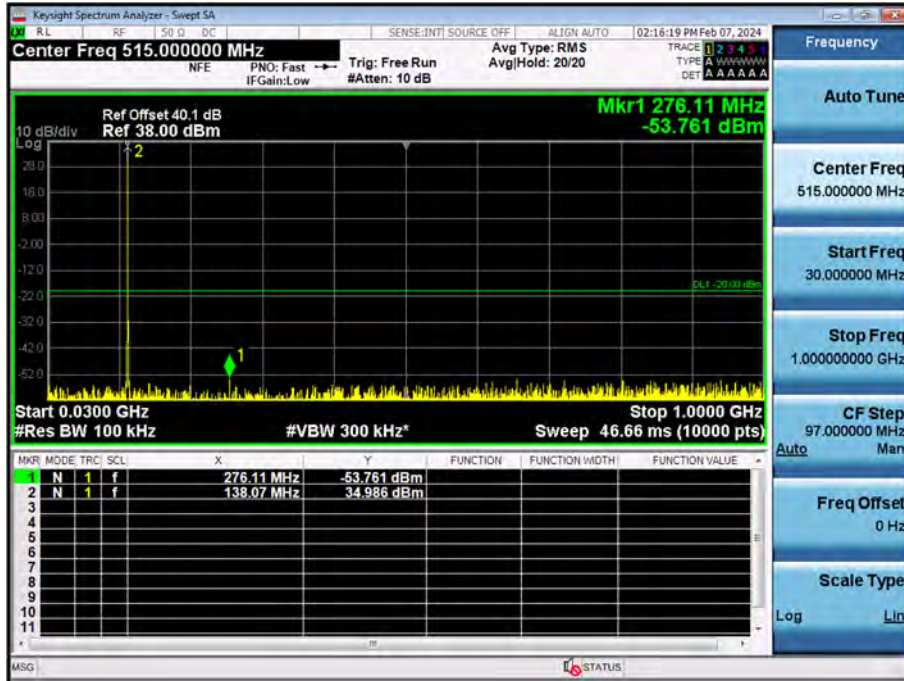 Keysight Spectrum Analyzer - Swept SA
RL RF 50 Ω DC SENSE:INT SOURCE OFF ALIGN AUTO 02:16:19 PM Feb 07, 2024
Center Freq 515.000000 MHz
NFE
PNO: Fast
IFGain:Low
Trig: Free Run
#Atten: 10 dB
Avg Type: RMS
Avg|Hold: 20/20
TRACE 1 2 3 4 5
TYPE A WWWWW
DET A A A A A A
Ref Offset 40.1 dB
Ref 38.00 dBm
Mkr1 276.11 MHz
-53.761 dBm
10 dB/div
Log
2
28.0
18.0
8.00
-2.00
-12.0
DL1 -20.00 dBm
-22.0
-32.0
-42.0
1
-52.0
Start 0.0300 GHz Stop 1.0000 GHz
#Res BW 100 kHz #VBW 300 kHz* Sweep 46.66 ms (10000 pts)
MKR MODE TRC SCL X Y FUNCTION FUNCTION WIDTH FUNCTION VALUE
1 N 1 f 276.11 MHz -53.761 dBm
2 N 1 f 138.07 MHz 34.986 dBm
3
4
5
6
7
8
9
10
11
MSG STATUS
Frequency
Auto Tune
Center Freq
515.000000 MHz
Start Freq
30.000000 MHz
Stop Freq
1.000000000 GHz
CF Step
97.000000 MHz
Auto Man
Freq Offset
0 Hz
Scale Type
Log Lin